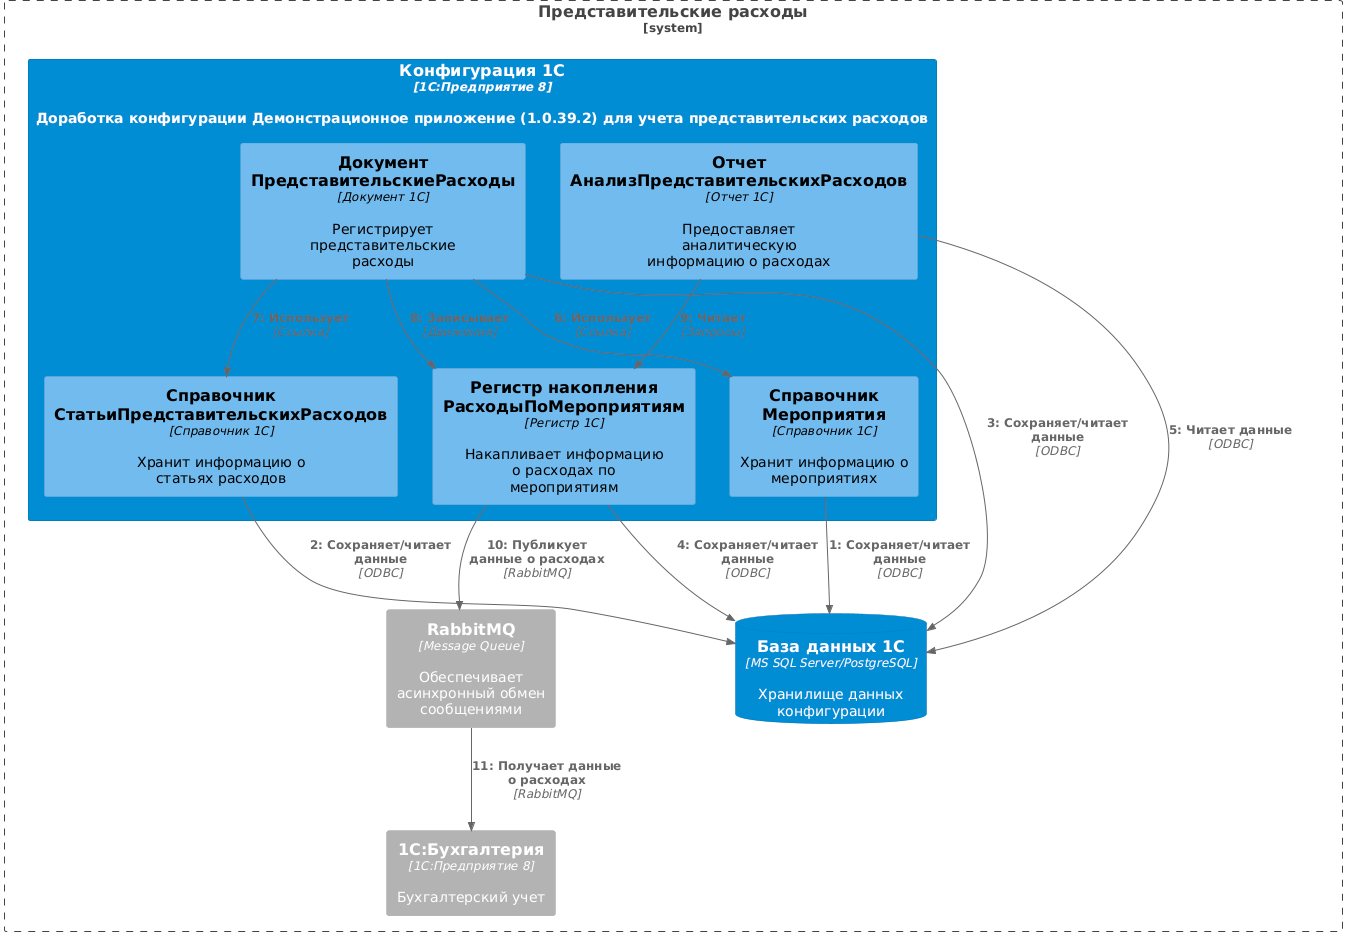 Представительские расходы
[system]
Конфигурация 1С
[1С:Предприятие 8]
Доработка конфигурации Демонстрационное приложение (1.0.39.2) для учета представительских расходов
Документ
ПредставительскиеРасходы
[Документ 1С]
Регистрирует
представительские
расходы
Отчет
АнализПредставительскихРасходов
[Отчет 1С]
Предоставляет
аналитическую
информацию о расходах
7: Использует
[Ссылка]
8: Записывает
6: Использует
[Ссылка]
9: Читает
[Запросы]
Справочник
СтатьиПредставительскихРасходов
[Справочник 1С]
Хранит информацию о
статьях расходов
Регистр накопления
РасходыПоМероприятиям
[Регистр 1С]
Накапливает информацию
о расходах по
мероприятиям
Справочник
Мероприятия
[Справочник 1С]
Хранит информацию о
мероприятиях
3: Сохраняет/читает
данные
[ODBC]
5: Читает данные
[ODBC]
2: Сохраняет/читает
данные
[ODBC]
10: Публикует
данные о расходах
[RabbitMQ]
4: Сохраняет/читает
данные
[ODBC]
1: Сохраняет/читает
данные
[ODBC]
RabbitMQ
[Message Queue]
Обеспечивает
асинхронный обмен
сообщениями
База данных 1С
[MS SQL Server/PostgreSQL]
Хранилище данных
конфигурации
11: Получает данные
о расходах
[RabbitMQ]
1С:Бухгалтерия
[1С:Предприятие 8]
Бухгалтерский учет